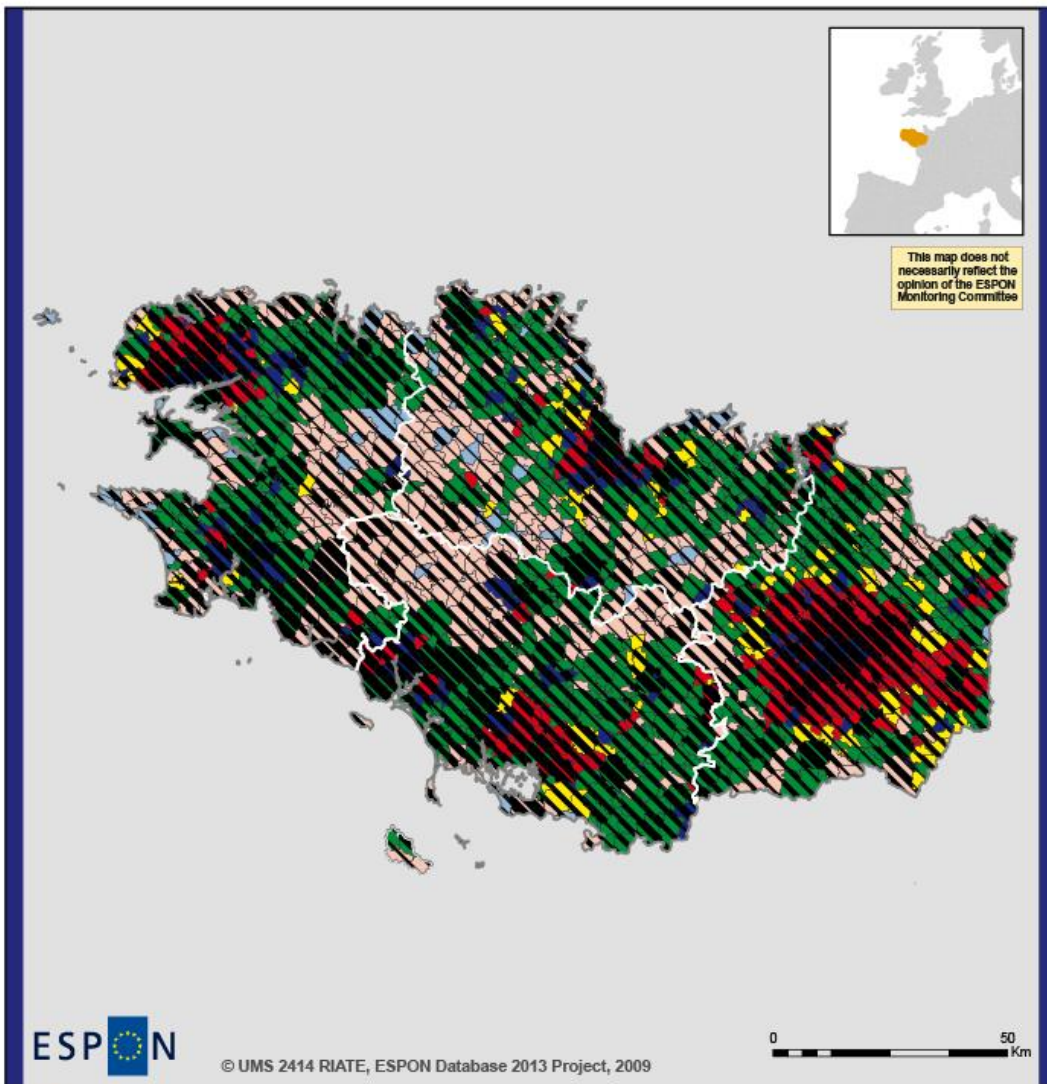 This map does not
necessarily reflect the
opinion of the ESPON
Monitoring Committee
ESPON
© UMS 2414 RIATE, ESPON Database 2013 Project, 2009
0 50
Km